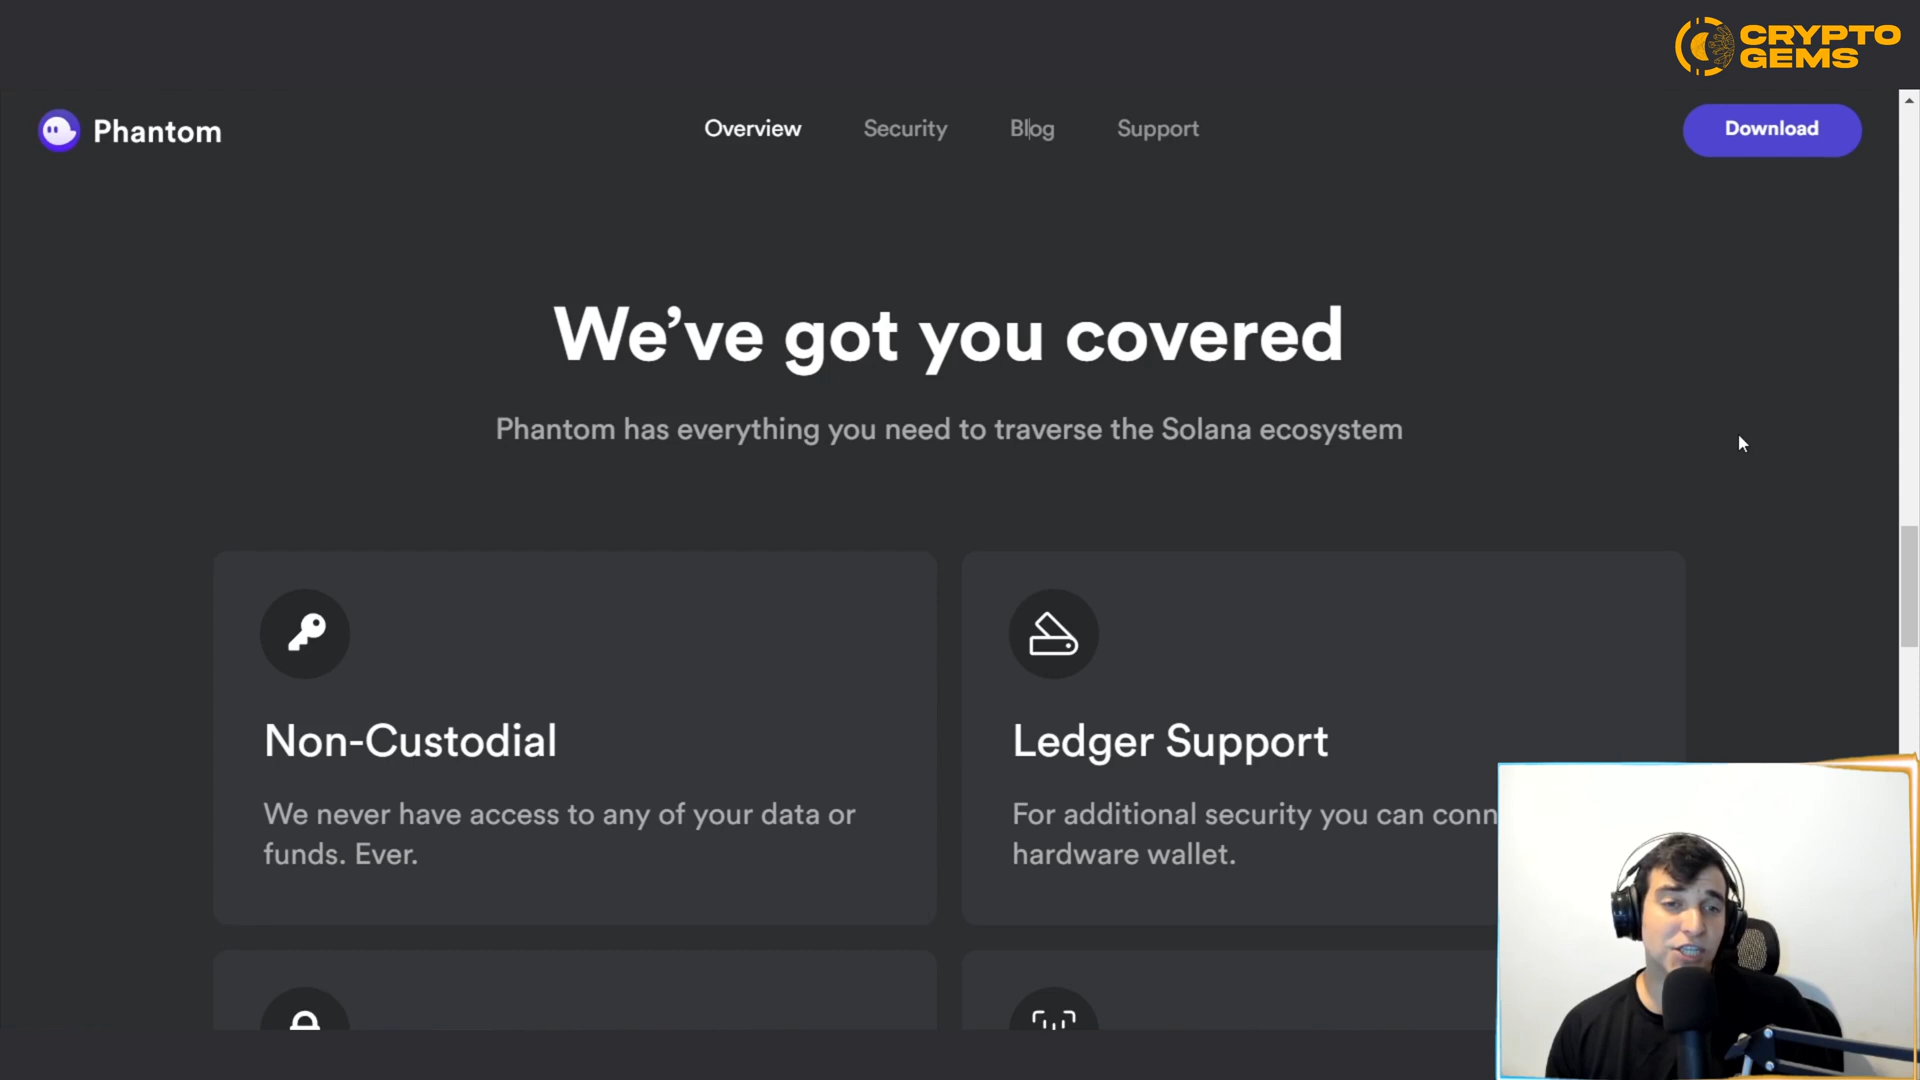 CRYPTO
GEMS
Phantom
Overview
Security
Blog
Support
Download
We’ve got you covered
Phantom has everything you need to traverse the Solana ecosystem
Non-Custodial
We never have access to any of your data or
funds. Ever.
Ledger Support
For additional security you can conn
hardware wallet.